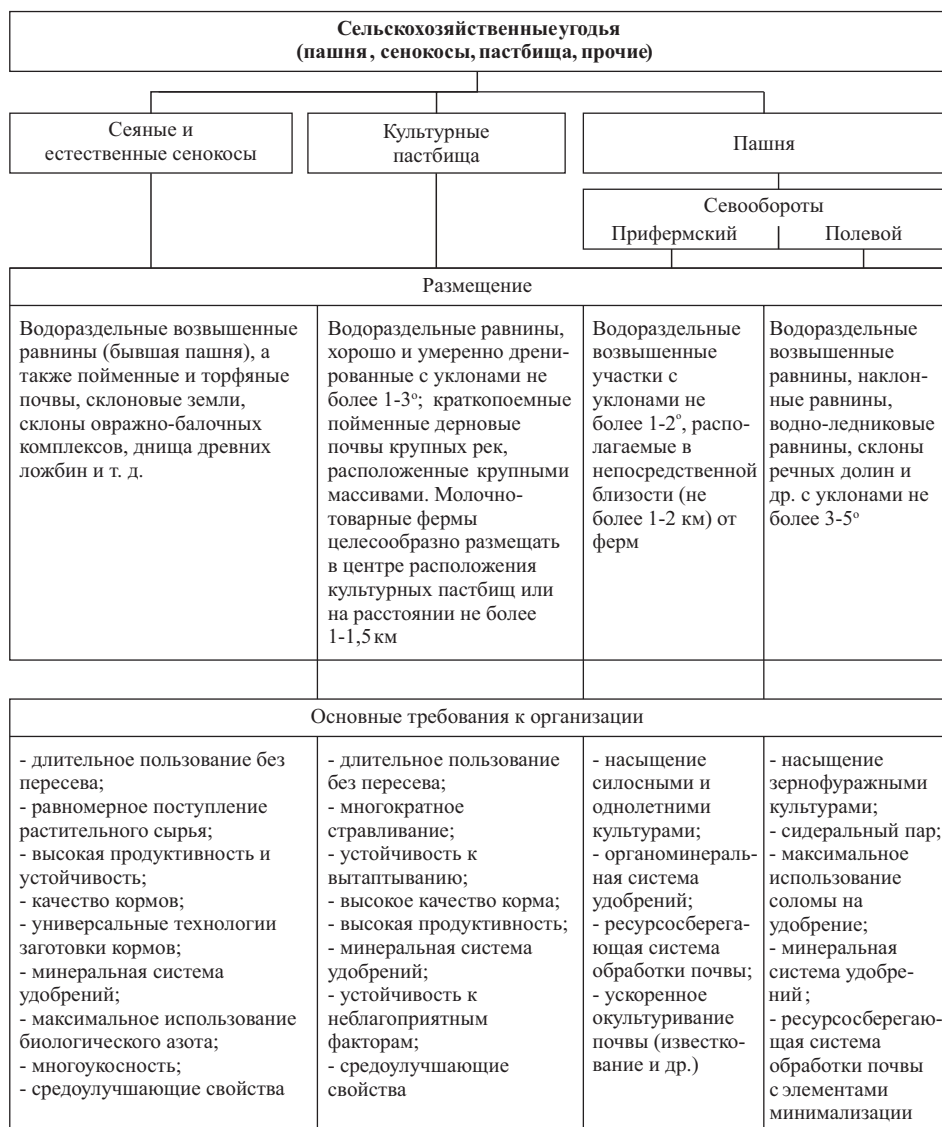 Сельскохозяйственные угодья
(пашня, сенокосы, пастбища, прочие)
Сеяные и
естественные сенокосы
Культурные
пастбища
Пашня
Севообороты
Прифермский
Полевой
Размещение
Водораздельные возвышенные
равнины (бывшая пашня), а
также пойменные и торфяные
почвы, склоновые земли,
склоны овражно-балочных
комплексов, днища древних
ложбин и т. д.
Водораздельные равнины,
хорошо и умеренно дрени-
рованные с уклонами не
более 1-3°; краткопоемные
пойменные дерновые
почвы крупных рек,
расположенные крупными
массивами. Молочно-
товарные фермы
целесообразно размещать
в центре расположения
культурных пастбищ или
на расстоянии не более
1-1,5 км
Водораздельные
возвышенные
участки с
уклонами не
более 1-2°, распо-
лагаемые в
непосредственной
близости (не
более 1-2 км) от
ферм
Водораздельные
возвышенные
равнины, наклон-
ные равнины,
водно-ледниковые
равнины, склоны
речных долин и
др. с уклонами не
более 3-5°
Основные требования к организации
- длительное пользование без
пересева;
- равномерное поступление
растительного сырья;
- высокая продуктивность и
устойчивость;
- качество кормов;
- универсальные технологии
заготовки кормов;
- минеральная система
удобрений;
- максимальное использование
биологического азота;
- многоукосность;
- средоулучшающие свойства
- длительное пользование
без пересева;
- многократное
стравливание;
- устойчивость к
вытаптыванию;
- высокое качество корма;
- высокая продуктивность;
- минеральная система
удобрений;
- устойчивость к
неблагоприятным
факторам;
- средоулучшающие
свойства
- насыщение
силосными и
однолетними
культурами;
- органоминераль-
ная система
удобрений;
- ресурсосберега-
ющая система
обработки почвы;
- ускоренное
окультуривание
почвы (известко-
вание и др.)
- насыщение
зернофуражными
культурами;
- сидеральный пар;
- максимальное
использование
соломы на
удобрение;
- минеральная
система удобре-
ний;
- ресурсосберегаю-
щая система
обработки почвы
с элементами
минимализации